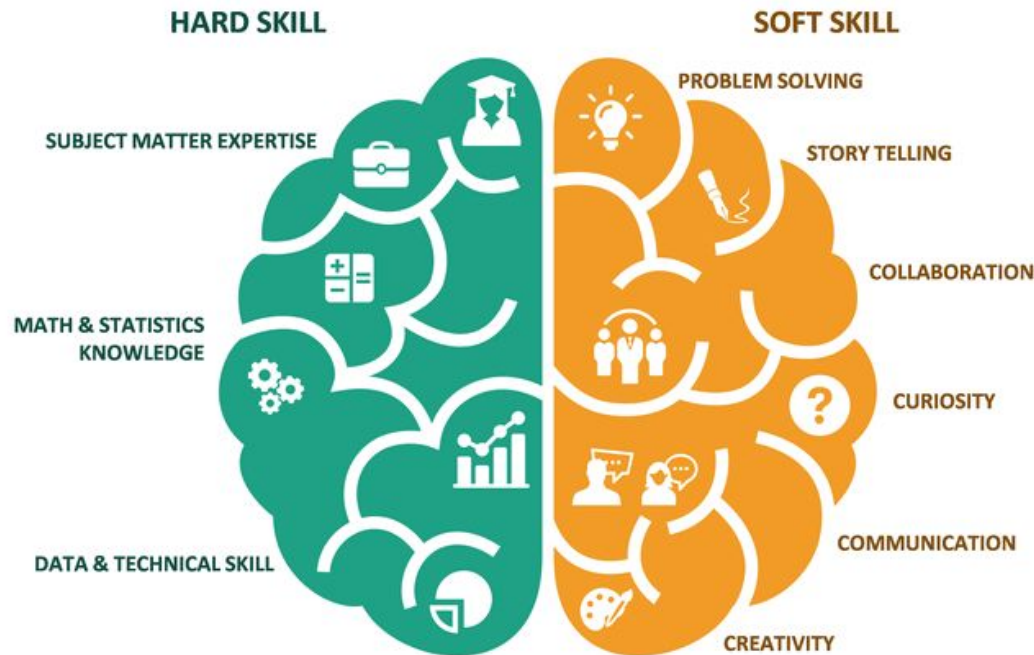 HARD SKILL
SUBJECT MATTER EXPERTISE
MATH & STATISTICS
KNOWLEDGE
DATA & TECHNICAL SKILL
SOFT SKILL
PROBLEM SOLVING
STORY TELLING
COLLABORATION
CURIOSITY
COMMUNICATION
CREATIVITY